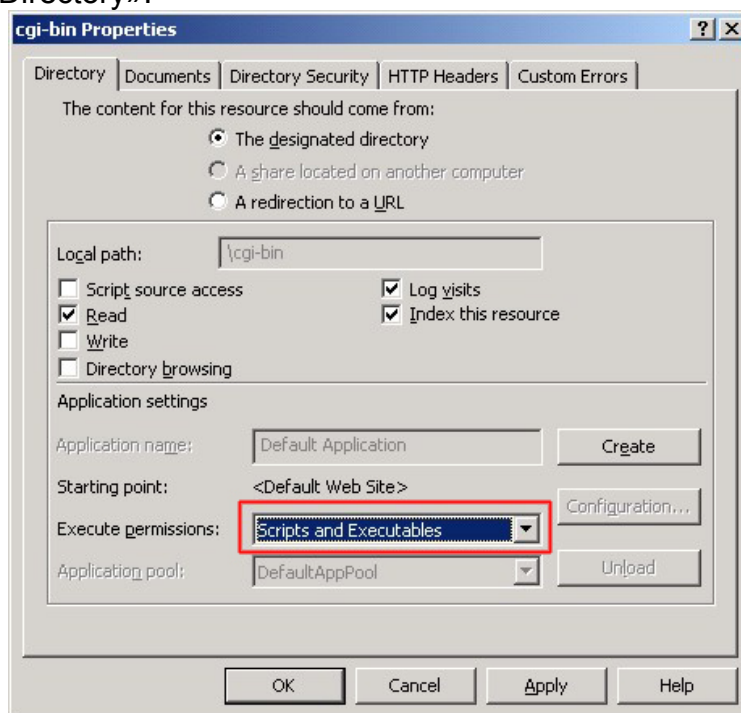 Directory».
cgi-bin Properties
Directory Documents Directory Security HTTP Headers Custom Errors
The content for this resource should come from:
The designated directory
A share located on another computer
A redirection to a URL
Local path: \cgi-bin
Script source access Log visits
Read Index this resource
Write
Directory browsing
Application settings
Application name: Default Application Create
Starting point: <Default Web Site>
Configuration...
Execute permissions: Scripts and Executables
Application pool: DefaultAppPool Unload
OK Cancel Apply Help